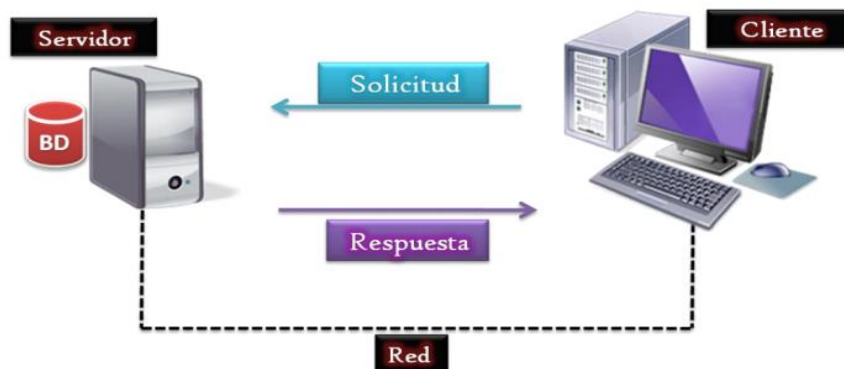 Servidor
Cliente
Solicitud
BD
Respuesta
Red